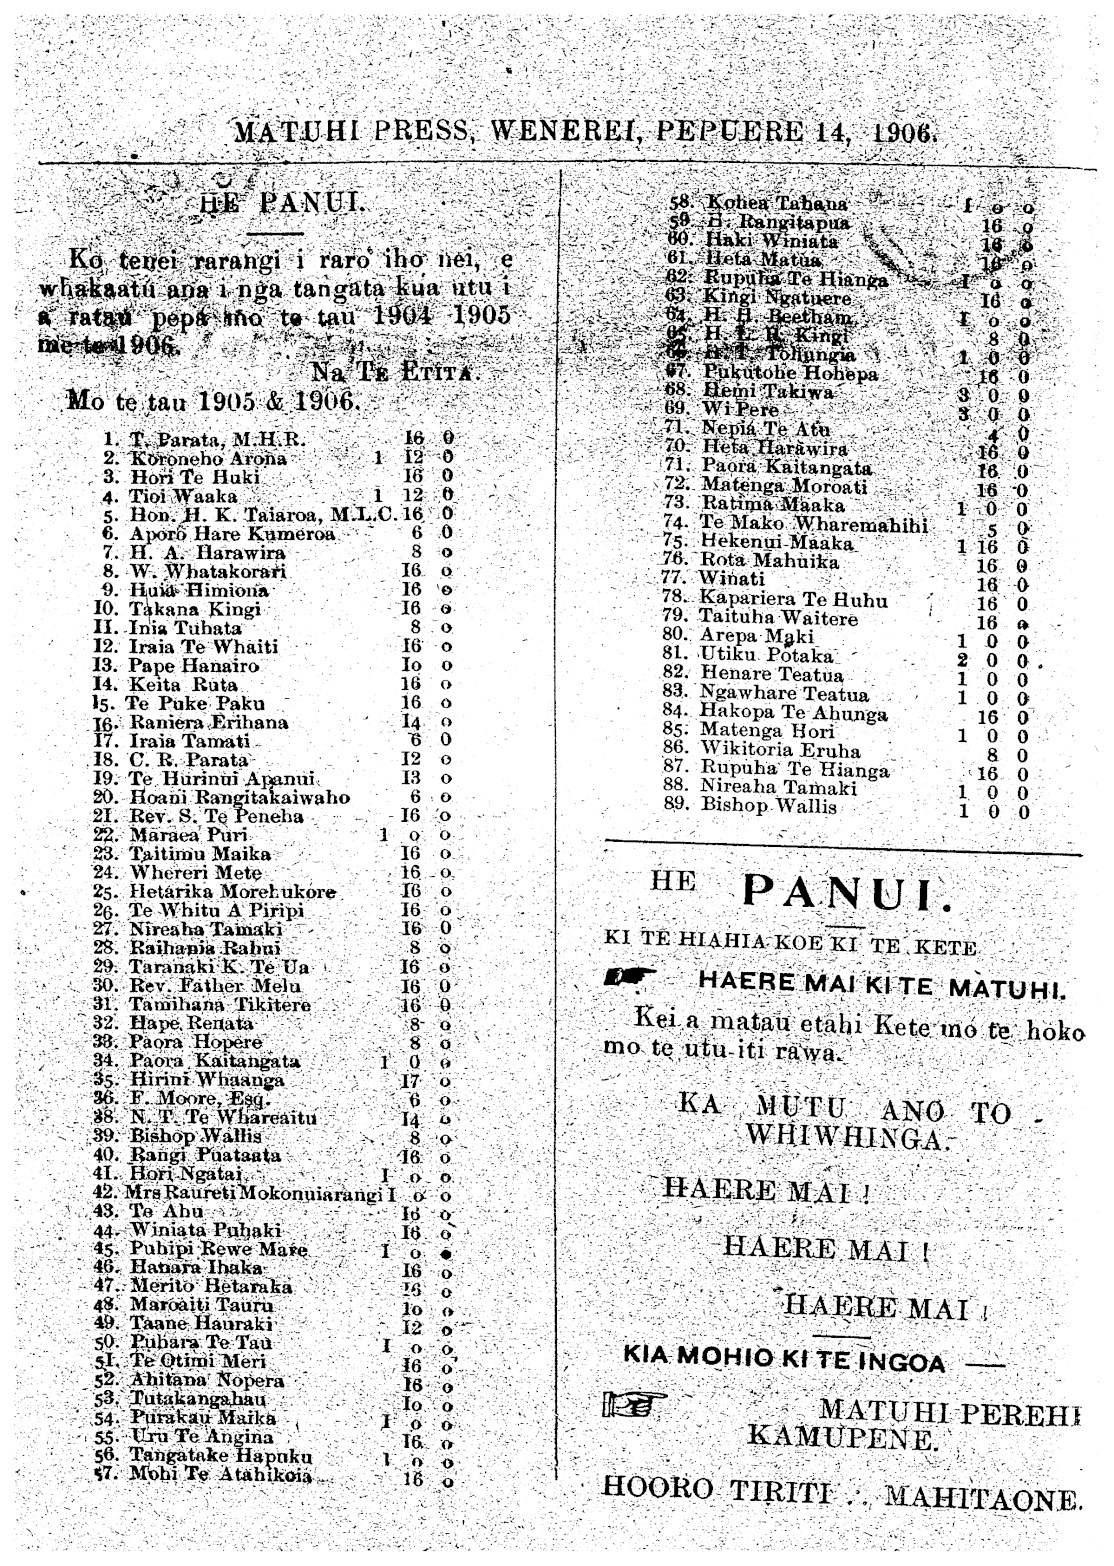 MATUHI PRESS, WENEREI, PEPUERE 14, 1906.
HE PANUI.
Ko tenei rarangi i raro iho nei, e
whakaatu ana i nga tangata kua utu i
a ratau pepa ano te tau 1904 1905
me te 1906.
NA TE ETITA.
Mo te tau 1905 & 1906.
1. T. Parata, M.H.R. 16 0
2. Koroneho Arona 1 12 0
3. Hori Te Huki 16 0
4. Tioi Waaka 1 12 0
5. Hon. H. K. Taiaroa, M.L.C. 16 0
6. Aporo Hare Kumeroa 6 0
7. H. A. Harawira 8 0
8. W. Whatakorari 16 0
9. Huia Himiona 16 0
10. Takana Kingi 16 0
11. Inia Tuhata 8 0
12. Iraia Te Whaiti 16 0
13. Pape Hanairo 10 0
14. Keita Ruta 16 0
15. Te Puke Paku 16 0
16. Raniera Erihana 14 0
17. Iraia Tamati 6 0
18. C. R. Parata 12 0
19. Te Hurinui Apanui 13 0
20. Hoani Rangitakaiwaho 6 0
21. Rev. S. Te Peneha 16 0
22. Maraea Puri 1 0 0
23. Taitimu Maika 16 0
24. Whereri Mete 16 0
25. Hetarika Morehukore 16 0
26. Te Whitu A Piripi 16 0
27. Nireaha Tamaki 16 0
28. Raihania Rahui 8 0
29. Taranaki K. Te Ua 16 0
30. Rev. Father Melu 16 0
31. Tamihana Tikitere 16 0
32. Hape Renata 8 0
33. Paora Hopere 8 0
34. Paora Kaitangata 1 0 0
35. Hirini Whaanga 17 0
36. F. Moore, Esq. 6 0
38. N. T. Te Whareaitu 14 0
39. Bishop Wallis 8 0
40. Rangi Puataata 16 0
41. Hori Ngatai 1 0 0
42. Mrs Raureti Mokonuiarangi 1 0 0
43. Te Ahu 16 0
44. Winiata Puhaki 16 0
45. Puhipi Rewe Mare 1 0 0
46. Hanara Ihaka 16 0
47. Merito Hetaraka 16 0
48. Maroaiti Tauru 10 0
49. Taane Hauraki 12 0
50. Puhara Te Tau 1 0 0
51. Te Otimi Meri 16 0
52. Ahitana Nopera 16 0
53. Tutakangahau 10 0
54. Purakau Maika 1 0 0
55. Uru Te Angina 16 0
56. Tangatake Hapuku 1 0 0
57. Mohi Te Atahikoia 16 0
58. Kohea Tahana 1 0 0
59. H. Rangitapua 16 0
60. Haki Winiata 16 0
61. Heta Matua 16 0
62. Rupuha Te Hianga 1 0 0
63. Kingi Ngatuere 16 0
64. H. H. Beetham 1 0 0
65. H. L. R. Kingi 8 0
66. H. T. Tohungia 1 0 0
67. Pukutohe Hohepa 16 0
68. Hemi Takiwa 3 0 0
69. Wi Pere 3 0 0
71. Nepia Te Atu 4 0
70. Heta Harawira 16 0
71. Paora Kaitangata 16 0
72. Matenga Moroati 16 0
73. Ratima Maaka 1 0 0
74. Te Mako Wharemahihi 5 0
75. Hekenui Maaka 1 16 0
76. Rota Mahuika 16 0
77. Winati 16 0
78. Kapariera Te Huhu 16 0
79. Taituha Waitere 16 0
80. Arepa Maki 1 0 0
81. Utiku Potaka 2 0 0
82. Henare Teatua 1 0 0
83. Ngawhare Teatua 1 0 0
84. Hakopa Te Ahunga 16 0
85. Matenga Hori 1 0 0
86. Wikitoria Eruha 8 0
87. Rupuha Te Hianga 16 0
88. Nireaha Tamaki 1 0 0
89. Bishop Wallis 1 0 0
HE PANUI.
KI TE HIAHIA KOE KI TE KETE
HAERE MAI KI TE MATUHI.
Kei a matau etahi Kete mo te hoko
mo te utu-iti rawa.
KA MUTU ANO TO
WHIWHINGA.
HAERE MAI !
HAERE MAI !
HAERE MAI !
KIA MOHIO KI TE INGOA —
MATUHI PEREHI
KAMUPENE.
HOORO TIRITI ∴ MAHITAONE.